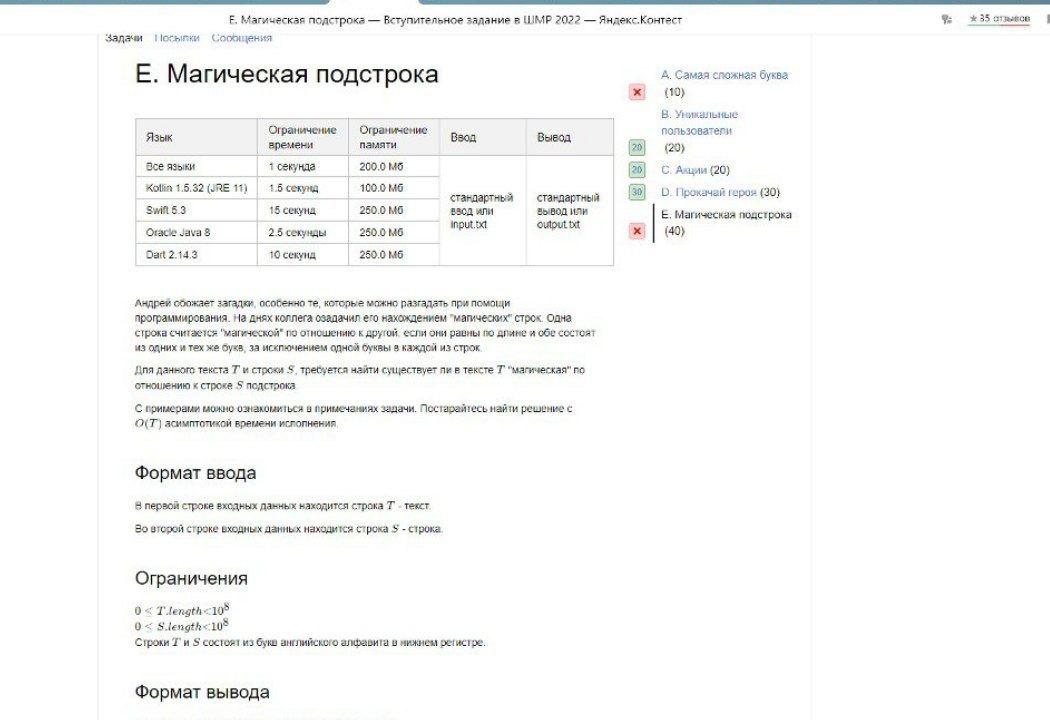 Е. Магическая подстрока — Вступительное задание в ШМР 2022 — Яндекс.Контест
★ 35 отзывов
Задачи Посылки Сообщения
Е. Магическая подстрока
Язык Ограничение времени Ограничение памяти Ввод Вывод
Все языки 1 секунда 200.0 Мб стандартный ввод или input.txt стандартный вывод или output.txt
Kotlin 1.5.32 (JRE 11) 1.5 секунд 100.0 Мб
Swift 5.3 15 секунд 250.0 Мб
Oracle Java 8 2.5 секунды 250.0 Мб
Dart 2.14.3 10 секунд 250.0 Мб
A. Самая сложная буква
(10)
B. Уникальные
пользователи
20 (20)
20 C. Акции (20)
30 D. Прокачай героя (30)
E. Магическая подстрока
(40)
Андрей обожает загадки, особенно те, которые можно разгадать при помощи
программирования. На днях коллега озадачил его нахождением "магических" строк. Одна
строка считается "магической" по отношению к другой, если они равны по длине и обе состоят
из одних и тех же букв, за исключением одной буквы в каждой из строк.
Для данного текста T и строки S, требуется найти существует ли в тексте T "магическая" по
отношению к строке S подстрока.
С примерами можно ознакомиться в примечаниях задачи. Постарайтесь найти решение с
O(T) асимптотикой времени исполнения.
Формат ввода
В первой строке входных данных находится строка T - текст.
Во второй строке входных данных находится строка S - строка.
Ограничения
0 ≤ T.length<10⁸
0 ≤ S.length<10⁸
Строки T и S состоят из букв английского алфавита в нижнем регистре.
Формат вывода